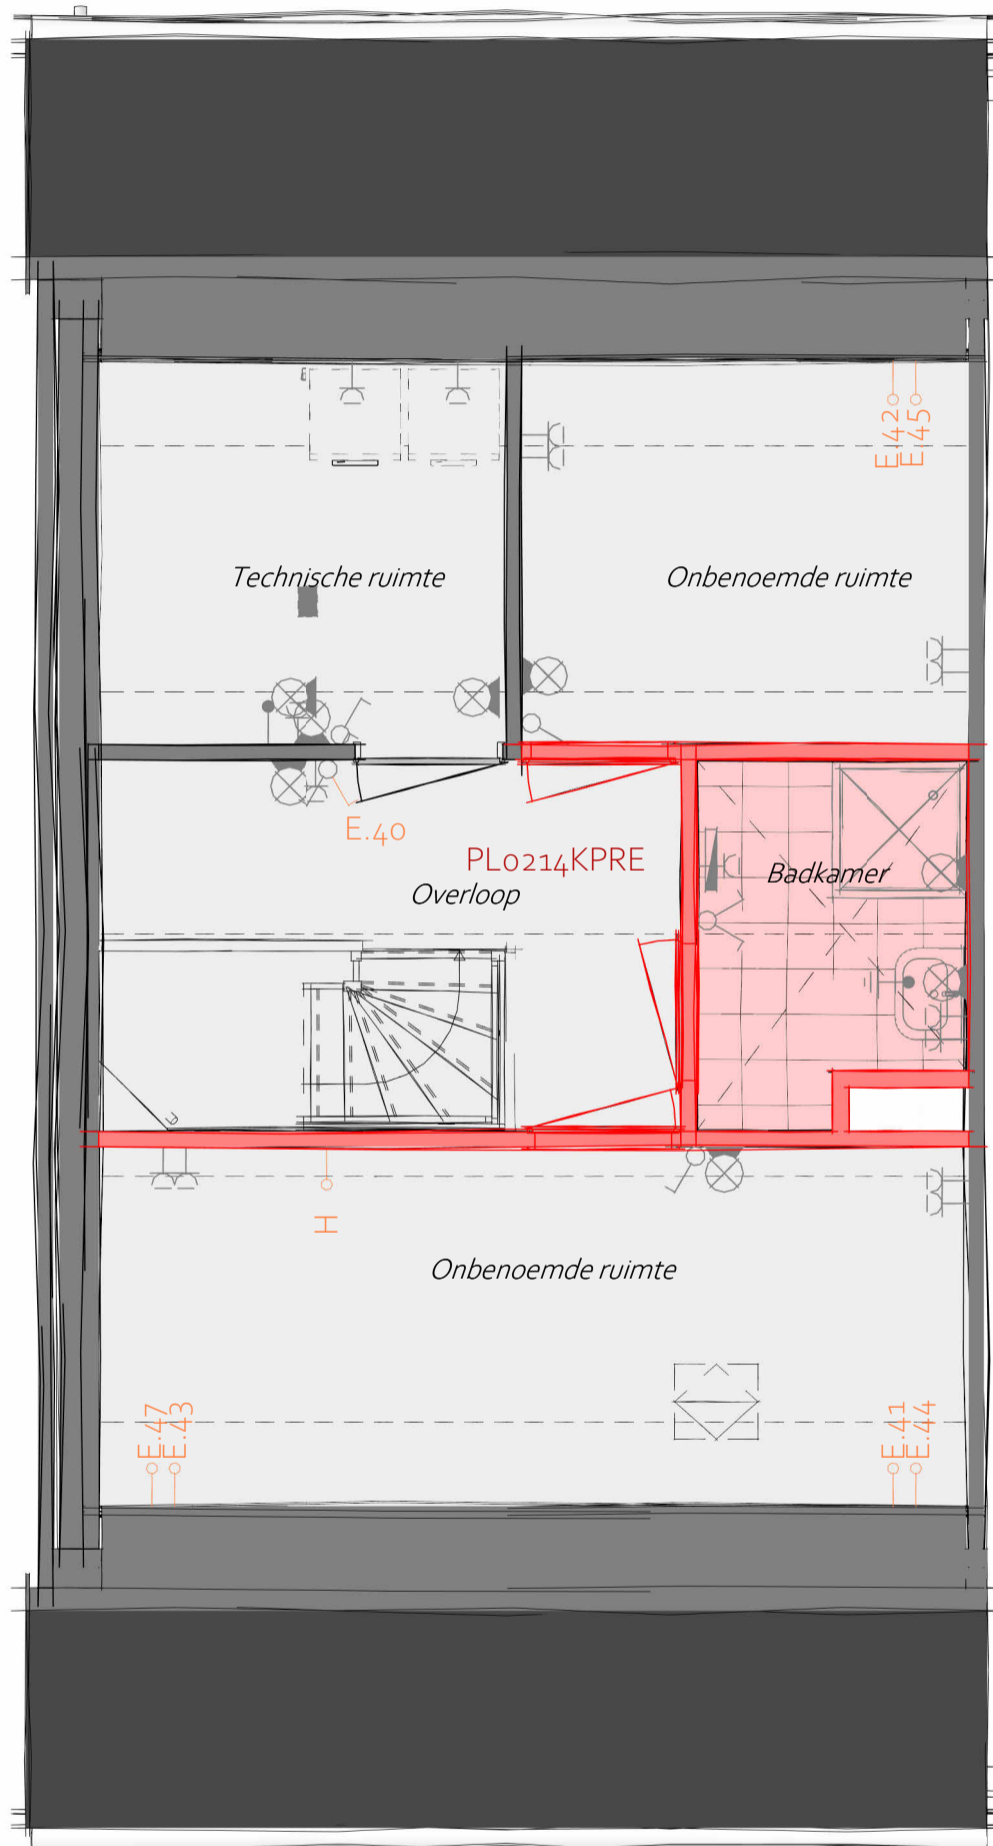 E.42
E.45
Technische ruimte
Onbenoemde ruimte
E.40
PL0214KPRE
Badkamer
Overloop
H
Onbenoemde ruimte
E.47
E.43
E.41
E.44